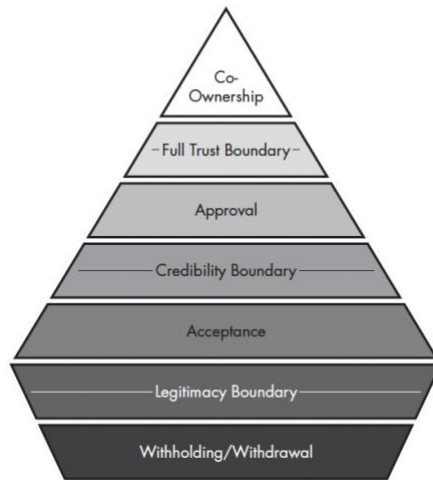 Co-
Ownership
Full Trust Boundary
Approval
Credibility Boundary
Acceptance
Legitimacy Boundary
Withholding/Withdrawal